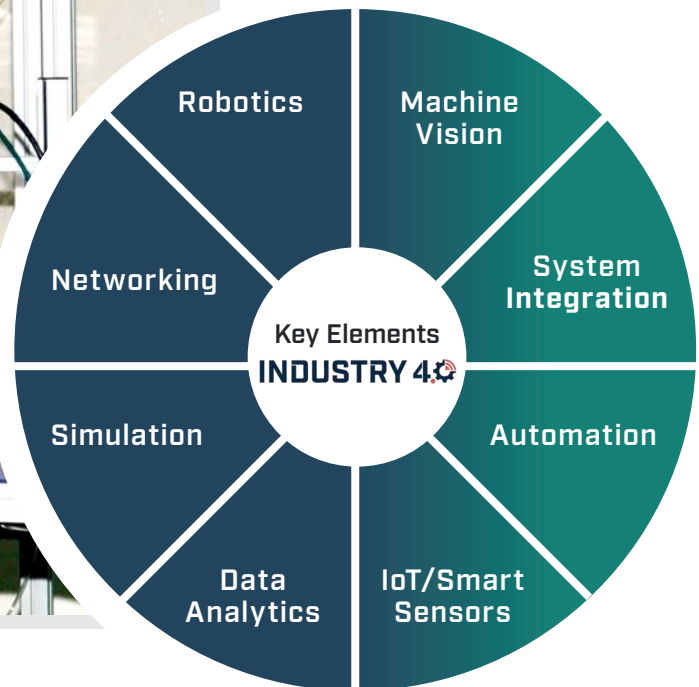 Robotics
Machine
Vision
Networking
System
Integration
Key Elements
INDUSTRY 4.0
Simulation
Automation
Data
Analytics
IoT/Smart
Sensors